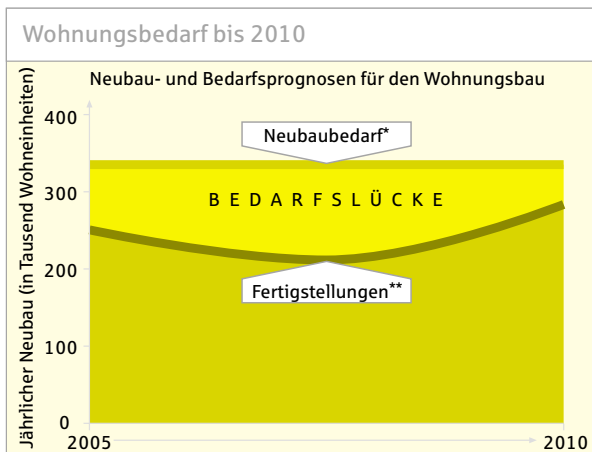 Wohnungsbedarf bis 2010
Neubau- und Bedarfsprognosen für den Wohnungsbau
Jährlicher Neubau (in Tausend Wohneinheiten)
400
Neubaubedarf*
300
BEDARFSLÜCKE
200
Fertigstellungen**
100
0
2005
2010